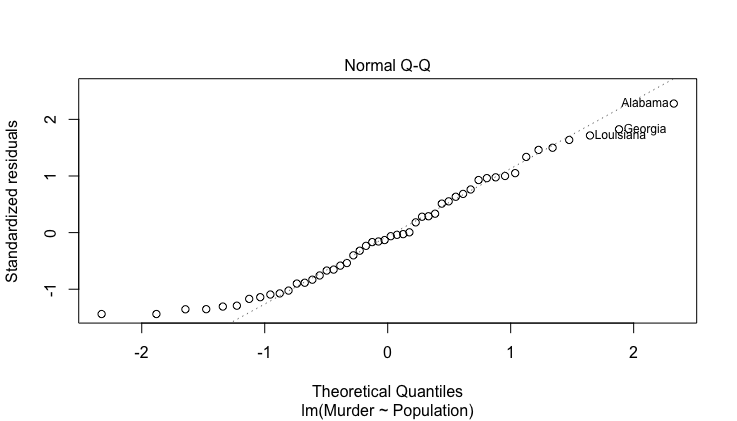 Normal Q-Q
Standardized residuals
2
1
0
-1
Alabama
Georgia
Louisiana
-2
-1
0
1
2
Theoretical Quantiles
lm(Murder ~ Population)